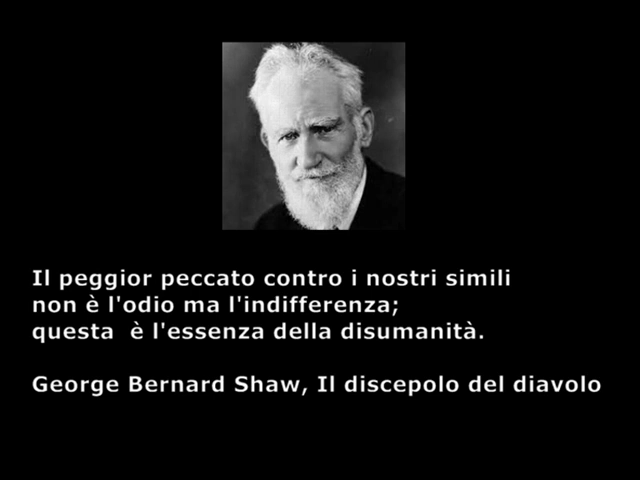 Il peggior peccato contro i nostri simili
non è l'odio ma l'indifferenza;
questa  è l'essenza della disumanità.
George Bernard Shaw, Il discepolo del diavolo